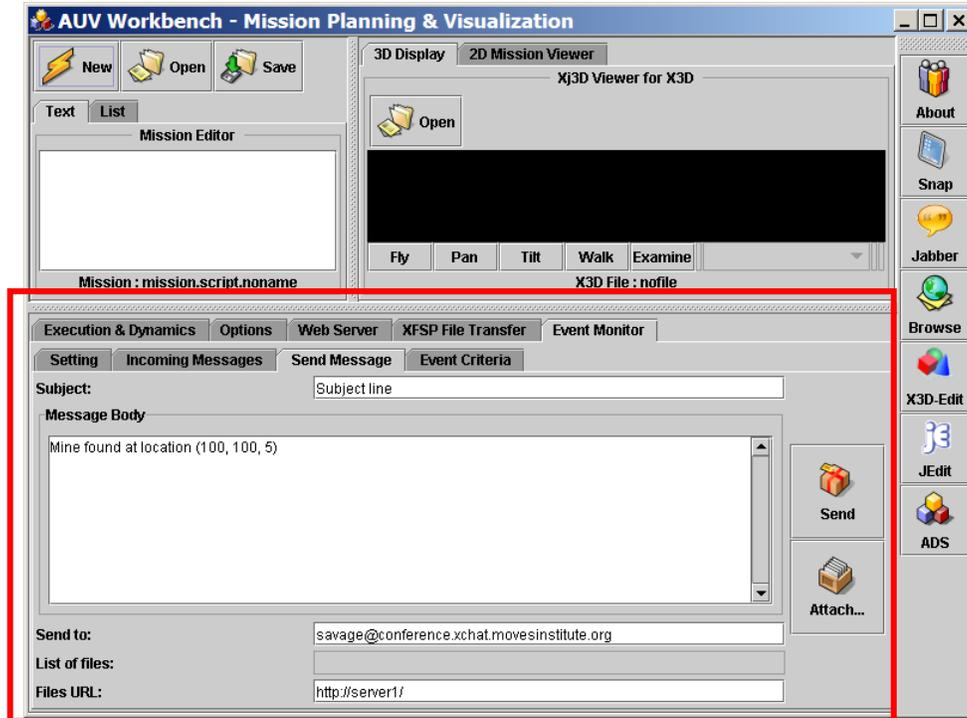 AUV Workbench - Mission Planning & Visualization
New
Open
Save
Text
List
Mission Editor
Mission : mission.script.noname
3D Display
2D Mission Viewer
Xj3D Viewer for X3D
Open
Fly
Pan
Tilt
Walk
Examine
X3D File : nofile
About
Snap
Jabber
Browse
X3D-Edit
jE
JEdit
ADS
Execution & Dynamics
Options
Web Server
XFSP File Transfer
Event Monitor
Setting
Incoming Messages
Send Message
Event Criteria
Subject:
Subject line
Message Body
Mine found at location (100, 100, 5)
Send
Attach...
Send to:
savage@conference.xchat.movesinstitute.org
List of files:
Files URL:
http://server1/